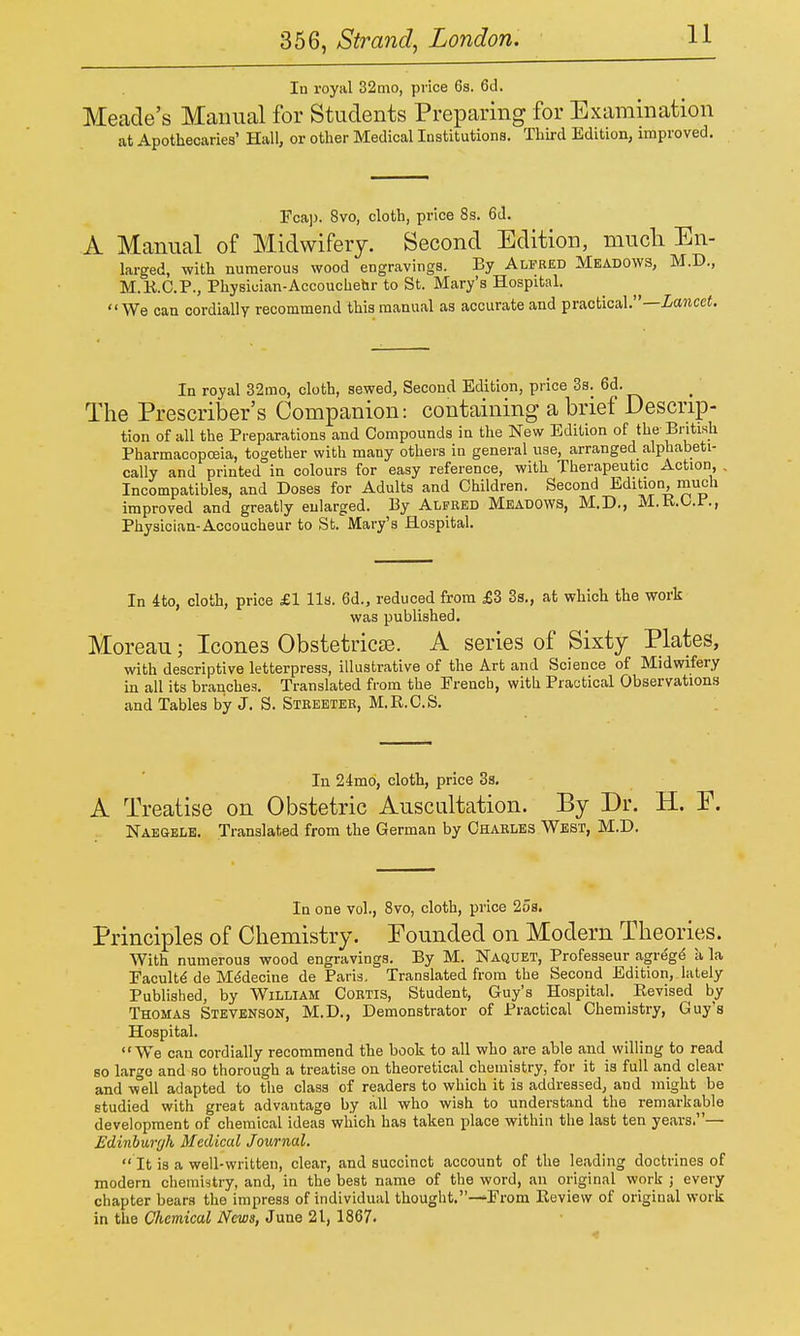 356, Strand, London. 11
In royal 32mo, price 6s. 6d.
Meade's Manual for Students Preparing for Examination
at Apothecaries' Hall, or other Medical Institutions. Third Edition, improved.
Fcap. 8vo, cloth, price 8s. 6d.
A Manual of Midwifery. Second Edition, much En-
larged, with numerous wood engravings. By Alfred Meadows, M.D.,
M.R.C.P., Physician-Accoucheur to St. Mary's Hospital.
"We can cordially recommend this manual as accurate and practical."—Lancet.
In royal 32mo, cloth, sewed, Second Edition, price 3s. 6d.
The Prescriber's Companion: containing a brief Descrip-
tion of all the Preparations and Compounds in the New Edition of the British
Pharmacopœia, together with many others in general use, arranged alphabeti-
cally and printed in colours for easy reference, with Therapeutic Action,
Incompatibles, and Doses for Adults and Children. Second Edition, much
improved and greatly enlarged. By Alfred Meadows, M.D., M.R.C.P.,
Physician-Accoucheur to St. Mary's Hospital.
In 4to, cloth, price £1 11s. 6d., reduced from £3 3s., at which the work
was published.
Moreau; Icones Obstetricæ. A series of Sixty Plates,
with descriptive letterpress, illustrative of the Art and Science of Midwifery
in all its branches. Translated from the French, with Practical Observations
and Tables by J. S. Streeter, M.R.C.S.
In 24mo, cloth, price 3s.
A Treatise on Obstetric Auscultation. By Dr. H. F.
Naegele. Translated from the German by Charles West, M.D.
In one vol., 8vo, cloth, price 25s.
Principles of Chemistry. Founded on Modern Theories.
With numerous wood engravings. By M. Naquet, Professeur agrégé à la
Faculté de Médecine de Paris. Translated from the Second Edition, lately
Published, by William Cortis, Student, Guy's Hospital. Revised by
Thomas Stevenson, M.D., Demonstrator of Practical Chemistry, Guy's
Hospital.
"We can cordially recommend the book to all who are able and willing to read
so large and so thorough a treatise on theoretical chemistry, for it is full and clear
and well adapted to the class of readers to which it is addressed, and might be
studied with great advantage by all who wish to understand the remarkable
development of chemical ideas which has taken place within the last ten years."—
Edinburgh Medical Journal.
"It is a well-written, clear, and succinct account of the leading doctrines of
modern chemistry, and, in the best name of the word, an original work ; every
chapter bears the impress of individual thought."—From Review of original work
in the Chemical News, June 21, 1867.